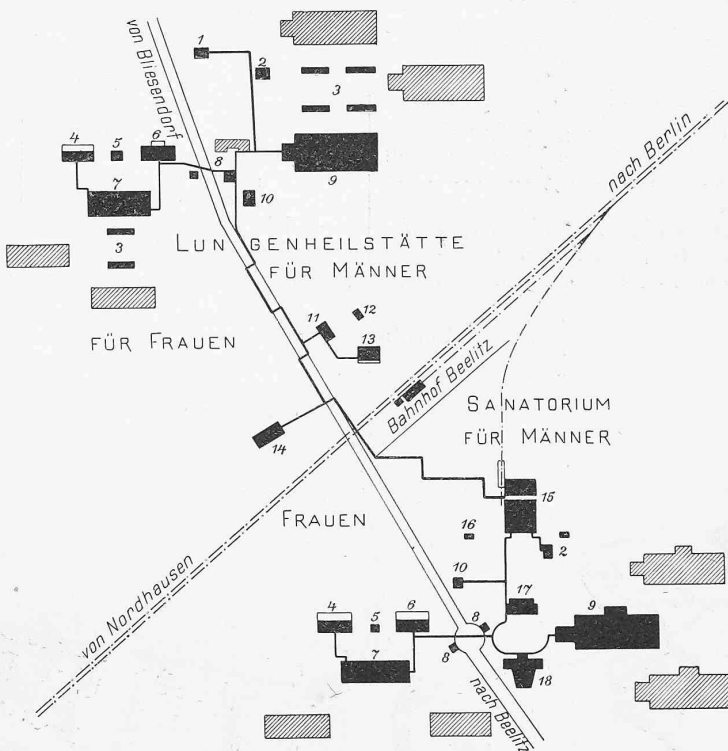 1
von Bliesendorf
2
3
nach Berlin
4
5
6
8
9
7
10
3
LUNGENHEILSTÄTTE
FÜR MÄNNER
12
11
13
FÜR FRAUEN
Bahnhof Beelitz
SANATORIUM
FÜR MÄNNER
14
15
FRAUEN
16
2
10
von Nordhausen
17
4
5
6
8
9
7
8
18
nach Beelitz